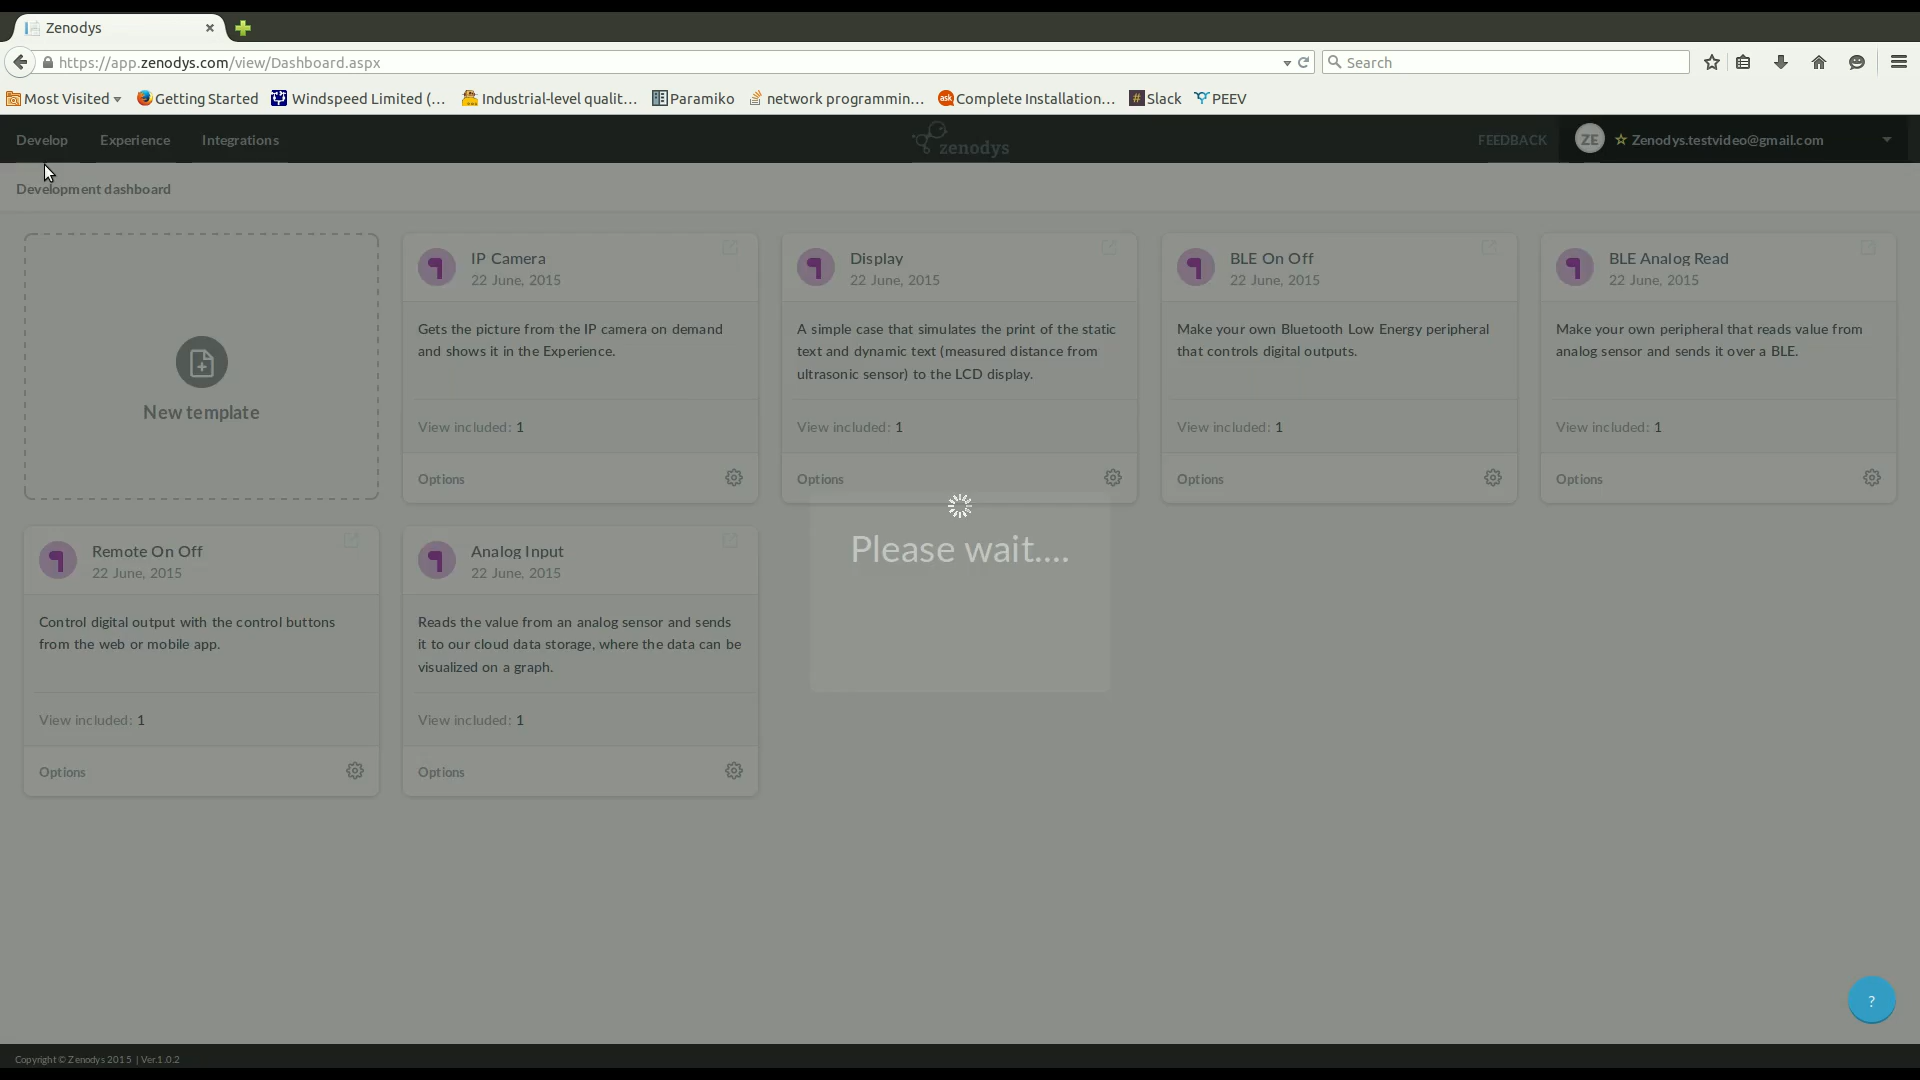 Zenodys
https://app.zenodys.com/view/Dashboard.aspx
Search
Most Visited
Getting Started
Windspeed Limited (...
Industrial-level qualit...
Paramiko
network programmin...
ask
Complete Installation...
# Slack
PEEV
Develop
Experience
Integrations
zenodys
FEEDBACK
ZE
Zenodys.testvideo@gmail.com
Development dashboard
New template
IP Camera
22 June, 2015
Gets the picture from the IP camera on demand
and shows it in the Experience.
View included: 1
Options
Display
22 June, 2015
A simple case that simulates the print of the static
text and dynamic text (measured distance from
ultrasonic sensor) to the LCD display.
View included: 1
Options
BLE On Off
22 June, 2015
Make your own Bluetooth Low Energy peripheral
that controls digital outputs.
View included: 1
Options
BLE Analog Read
22 June, 2015
Make your own peripheral that reads value from
analog sensor and sends it over a BLE.
View included: 1
Options
Remote On Off
22 June, 2015
Control digital output with the control buttons
from the web or mobile app.
View included: 1
Options
Analog Input
22 June, 2015
Reads the value from an analog sensor and sends
it to our cloud data storage, where the data can be
visualized on a graph.
View included: 1
Options
Please wait....
?
Copyright © Zenodys 2015 | Ver.1.0.2